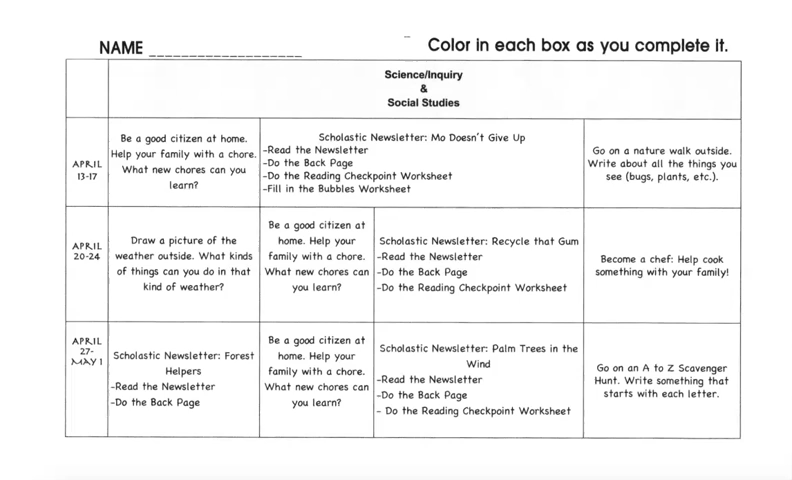 NAME ____________________ Color in each box as you complete it.
Science/Inquiry
&
Social Studies
APRIL
13-17
Be a good citizen at home.
Help your family with a chore.
What new chores can you
learn?
Scholastic Newsletter: Mo Doesn't Give Up
-Read the Newsletter
-Do the Back Page
-Do the Reading Checkpoint Worksheet
-Fill in the Bubbles Worksheet
Go on a nature walk outside.
Write about all the things you
see (bugs, plants, etc.).
APRIL
20-24
Draw a picture of the
weather outside. What kinds
of things can you do in that
kind of weather?
Be a good citizen at
home. Help your
family with a chore.
What new chores can
you learn?
Scholastic Newsletter: Recycle that Gum
-Read the Newsletter
-Do the Back Page
-Do the Reading Checkpoint Worksheet
Become a chef: Help cook
something with your family!
APRIL
27-
MAY 1
Scholastic Newsletter: Forest
Helpers
-Read the Newsletter
-Do the Back Page
Be a good citizen at
home. Help your
family with a chore.
What new chores can
you learn?
Scholastic Newsletter: Palm Trees in the
Wind
-Read the Newsletter
-Do the Back Page
- Do the Reading Checkpoint Worksheet
Go on an A to Z Scavenger
Hunt. Write something that
starts with each letter.